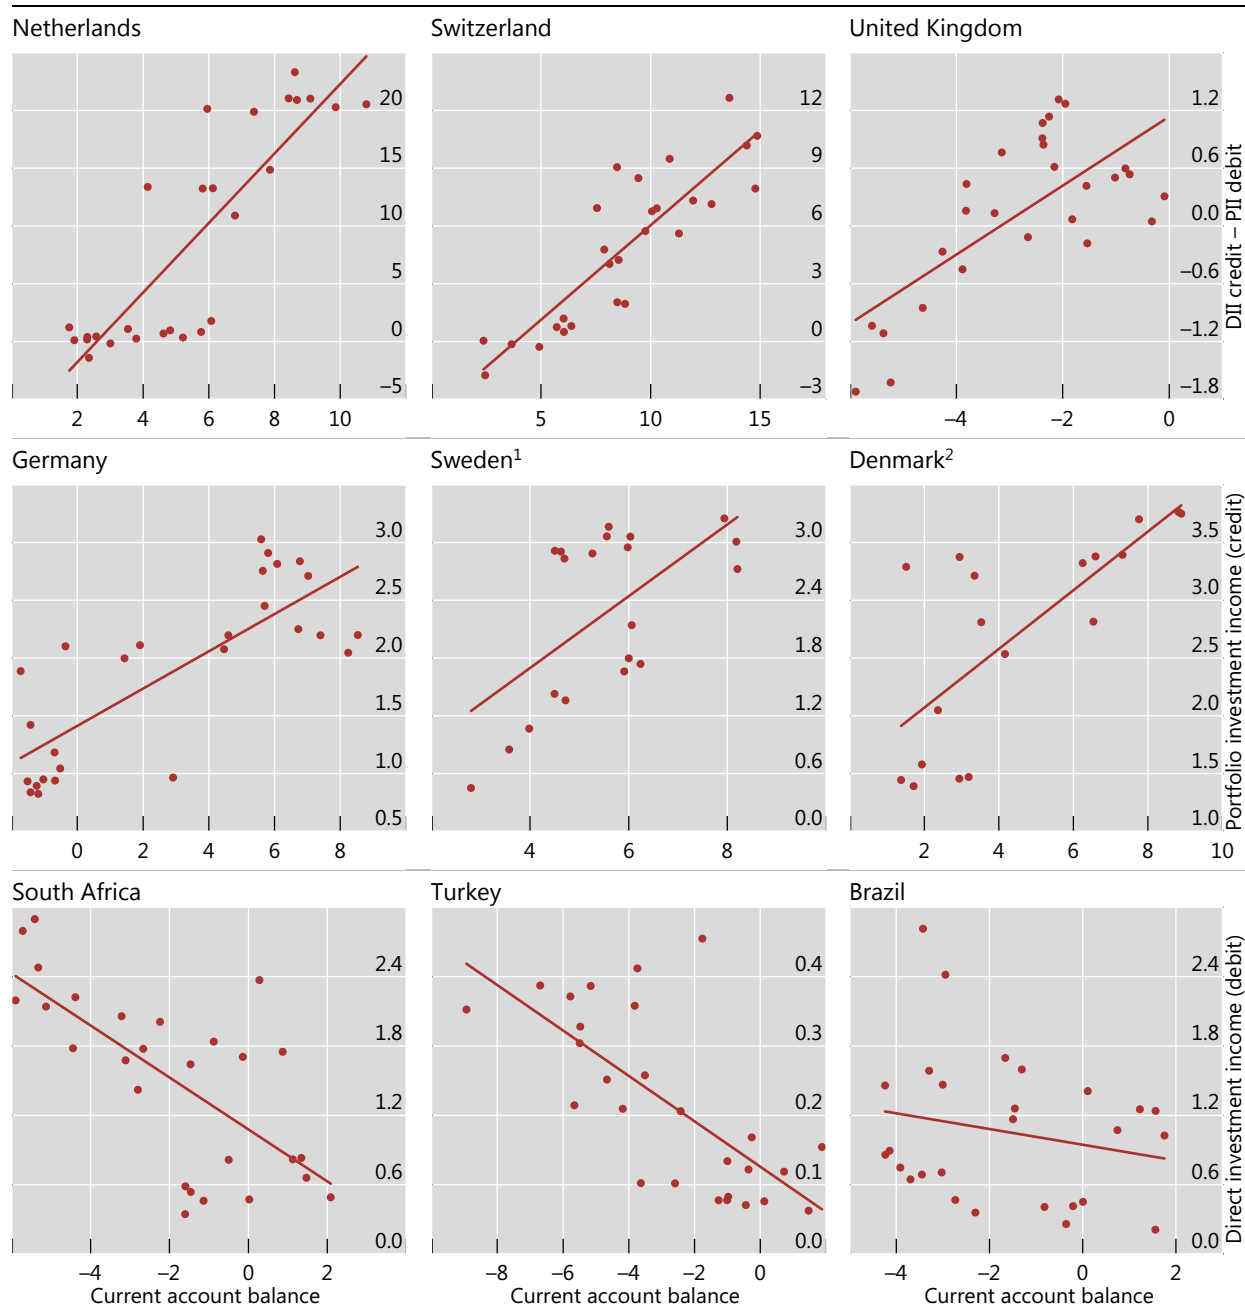 Netherlands
20
15
10
5
0
–5
2 4 6 8 10
Switzerland
12
9
6
3
0
–3
5 10 15
United Kingdom
1.2
0.6
0.0
–0.6
–1.2
–1.8
–4 –2 0
DII credit – PII debit
Germany
3.0
2.5
2.0
1.5
1.0
0.5
0 2 4 6 8
Sweden1
3.0
2.4
1.8
1.2
0.6
0.0
4 6 8
Denmark2
3.5
3.0
2.5
2.0
1.5
1.0
2 4 6 8 10
Portfolio investment income (credit)
South Africa
2.4
1.8
1.2
0.6
0.0
–4 –2 0 2
Current account balance
Turkey
0.4
0.3
0.2
0.1
0.0
–8 –6 –4 –2 0
Current account balance
Brazil
2.4
1.8
1.2
0.6
0.0
–4 –2 0 2
Current account balance
Direct investment income (debit)